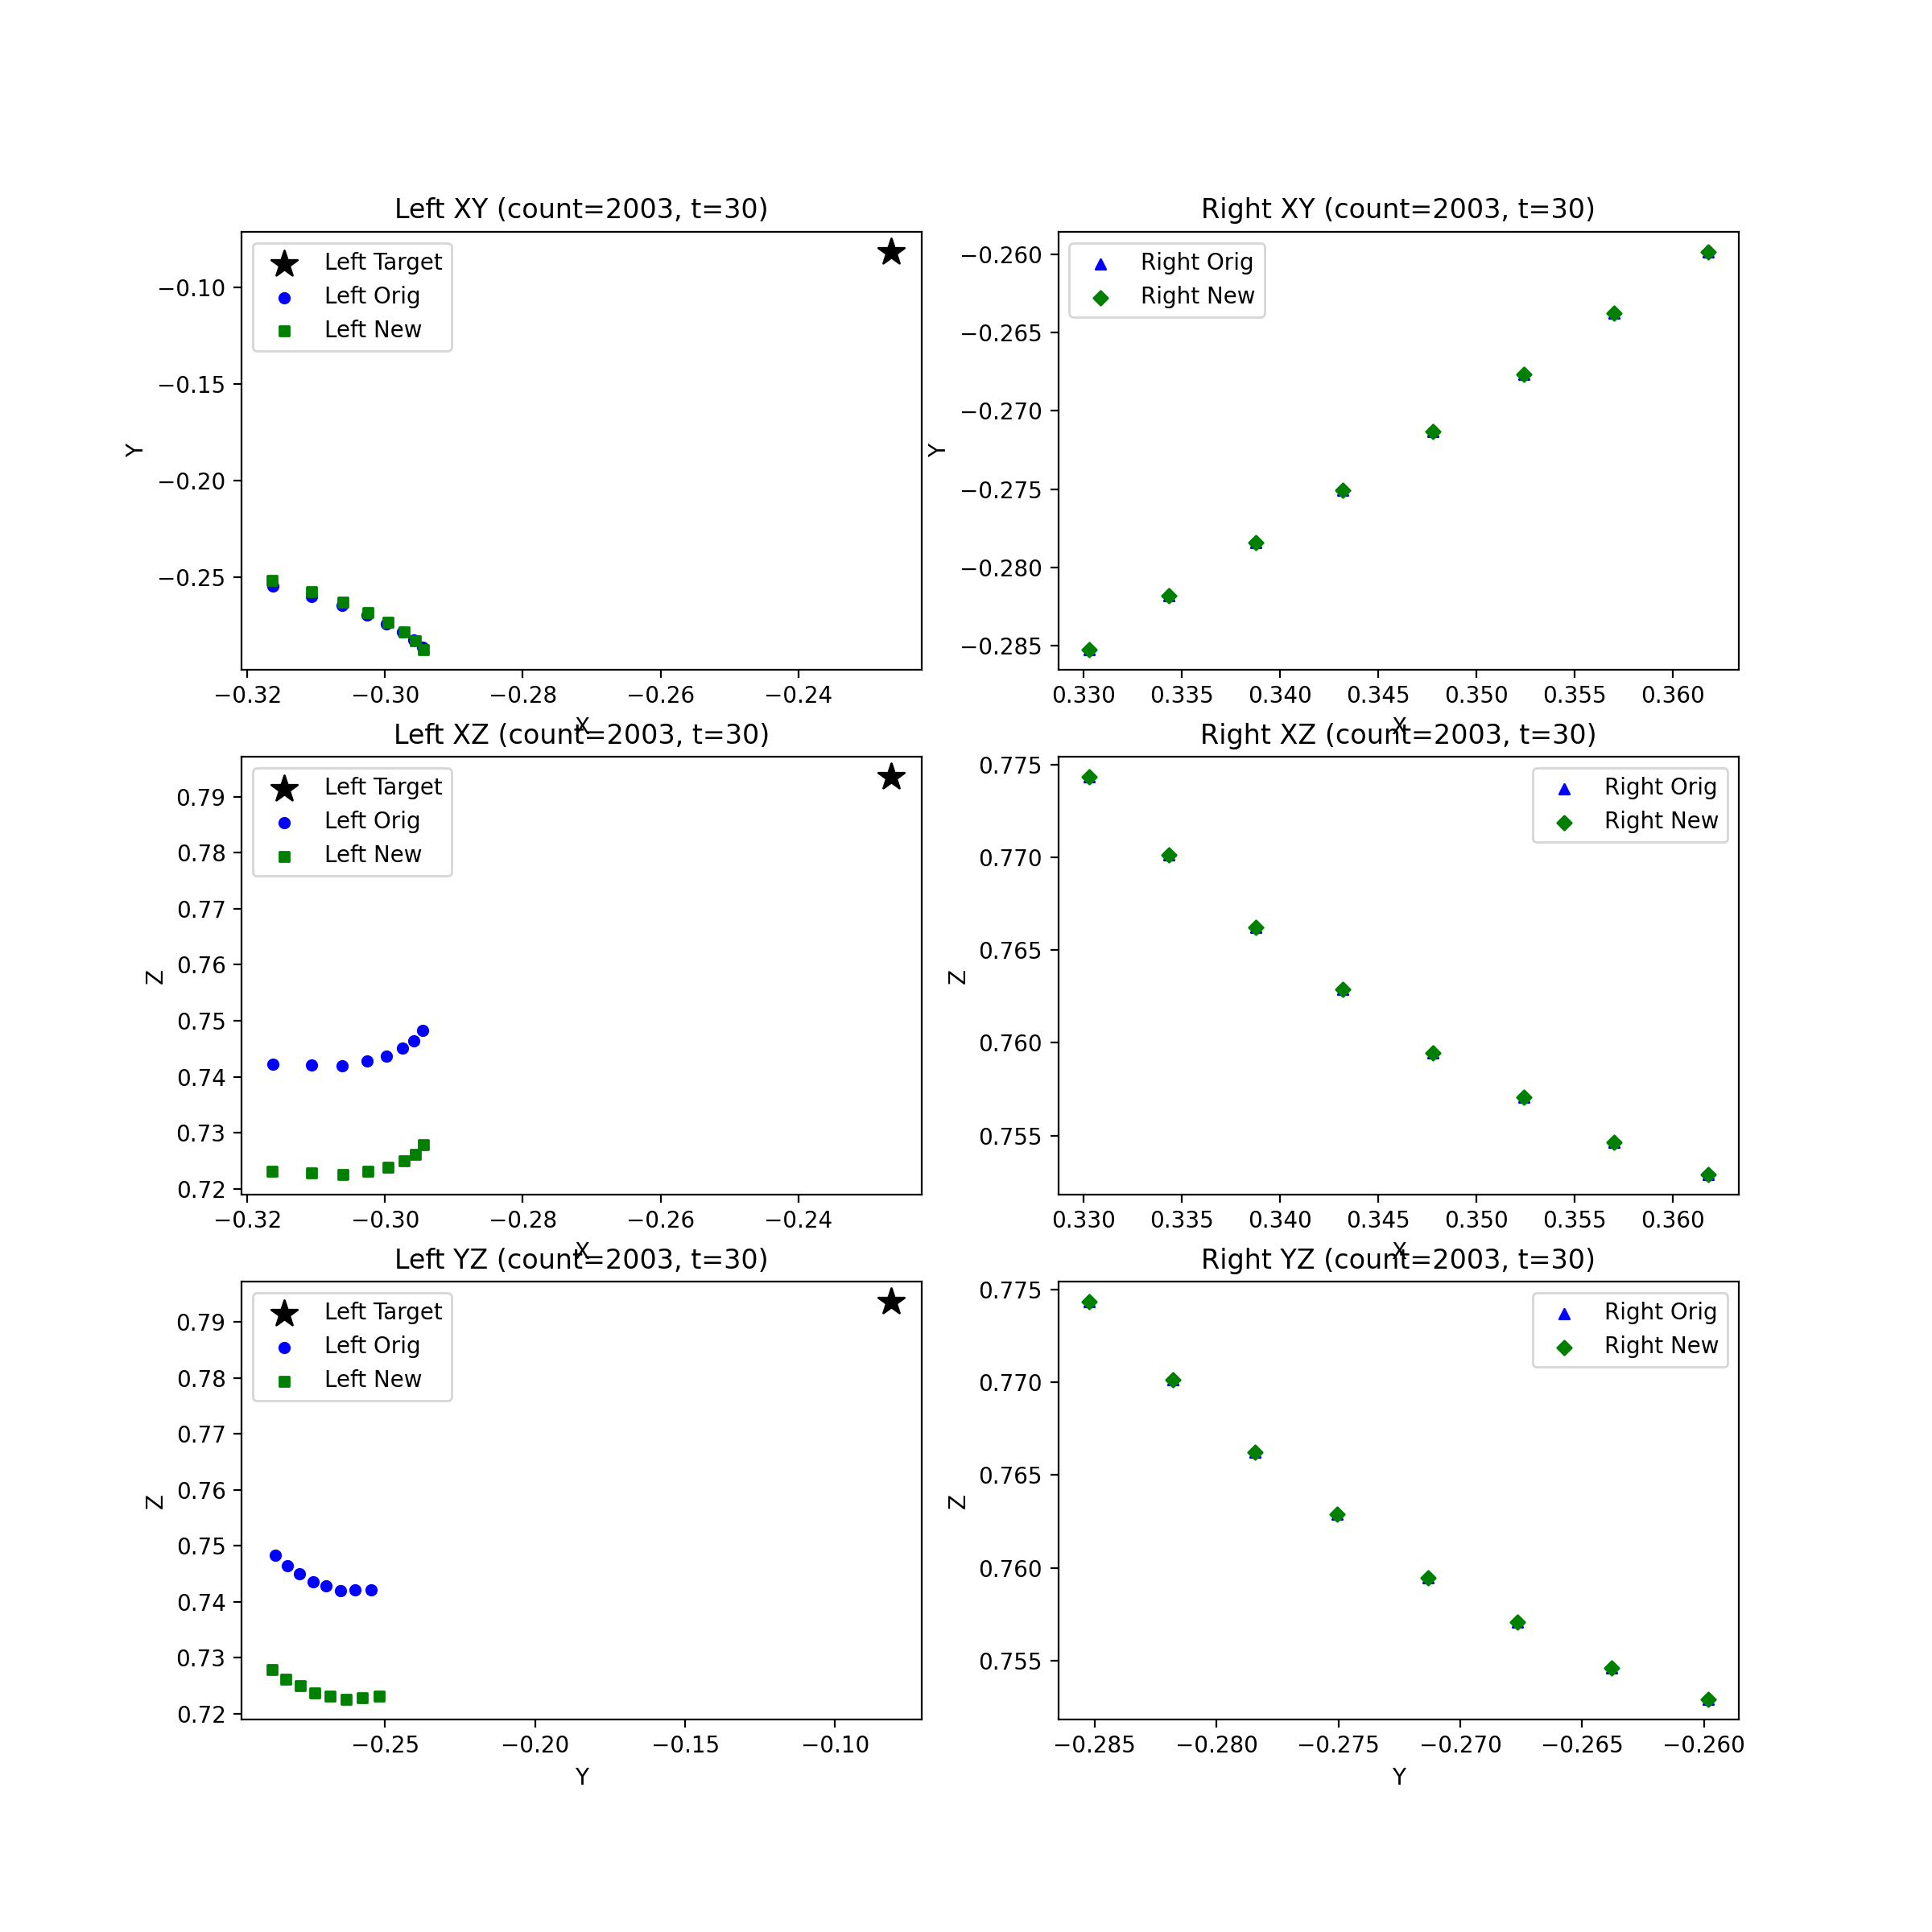 Left XY (count=2003, t=30)
Left Target
Left Orig
Left New
−0.10
−0.15
−0.20
−0.25
Y
−0.32
−0.30
−0.28
−0.26
−0.24
X
Right XY (count=2003, t=30)
Right Orig
Right New
−0.260
−0.265
−0.270
−0.275
−0.280
−0.285
Y
0.330
0.335
0.340
0.345
0.350
0.355
0.360
X
Left XZ (count=2003, t=30)
Left Target
Left Orig
Left New
0.79
0.78
0.77
0.76
0.75
0.74
0.73
0.72
Z
−0.32
−0.30
−0.28
−0.26
−0.24
X
Right XZ (count=2003, t=30)
Right Orig
Right New
0.775
0.770
0.765
0.760
0.755
Z
0.330
0.335
0.340
0.345
0.350
0.355
0.360
X
Left YZ (count=2003, t=30)
Left Target
Left Orig
Left New
0.79
0.78
0.77
0.76
0.75
0.74
0.73
0.72
Z
−0.25
−0.20
−0.15
−0.10
Y
Right YZ (count=2003, t=30)
Right Orig
Right New
0.775
0.770
0.765
0.760
0.755
Z
−0.285
−0.280
−0.275
−0.270
−0.265
−0.260
Y